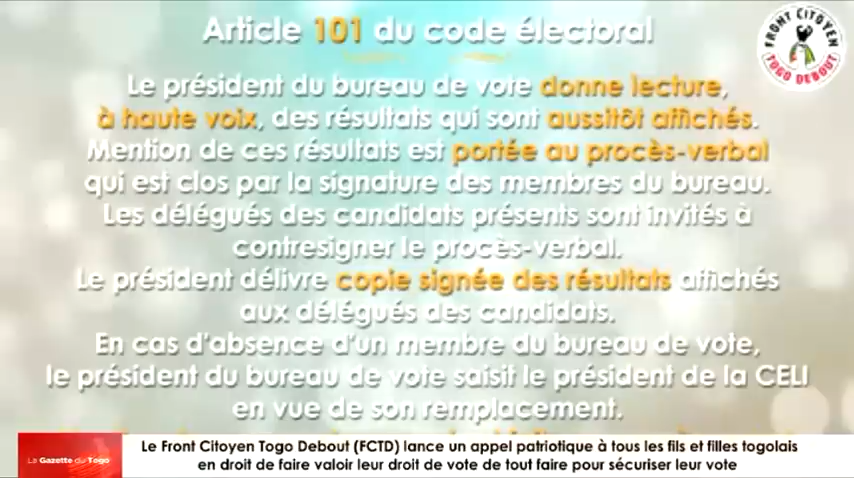 Article 101 du code électoral
FRONT CITOYEN
TOGO DEBOUT
Le président du bureau de vote donne lecture,
à haute voix, des résultats qui sont aussitôt affichés.
Mention de ces résultats est portée au procès-verbal
qui est clos par la signature des membres du bureau.
Les délégués des candidats présents sont invités à
contresigner le procès-verbal.
Le président délivre copie signée des résultats affichés
aux délégués des candidats.
En cas d'absence d'un membre du bureau de vote,
le président du bureau de vote saisit le président de la CELI
en vue de son remplacement.
La Gazette du Togo
Le Front Citoyen Togo Debout (FCTD) lance un appel patriotique à tous les fils et filles togolais
en droit de faire valoir leur droit de vote de tout faire pour sécuriser leur vote